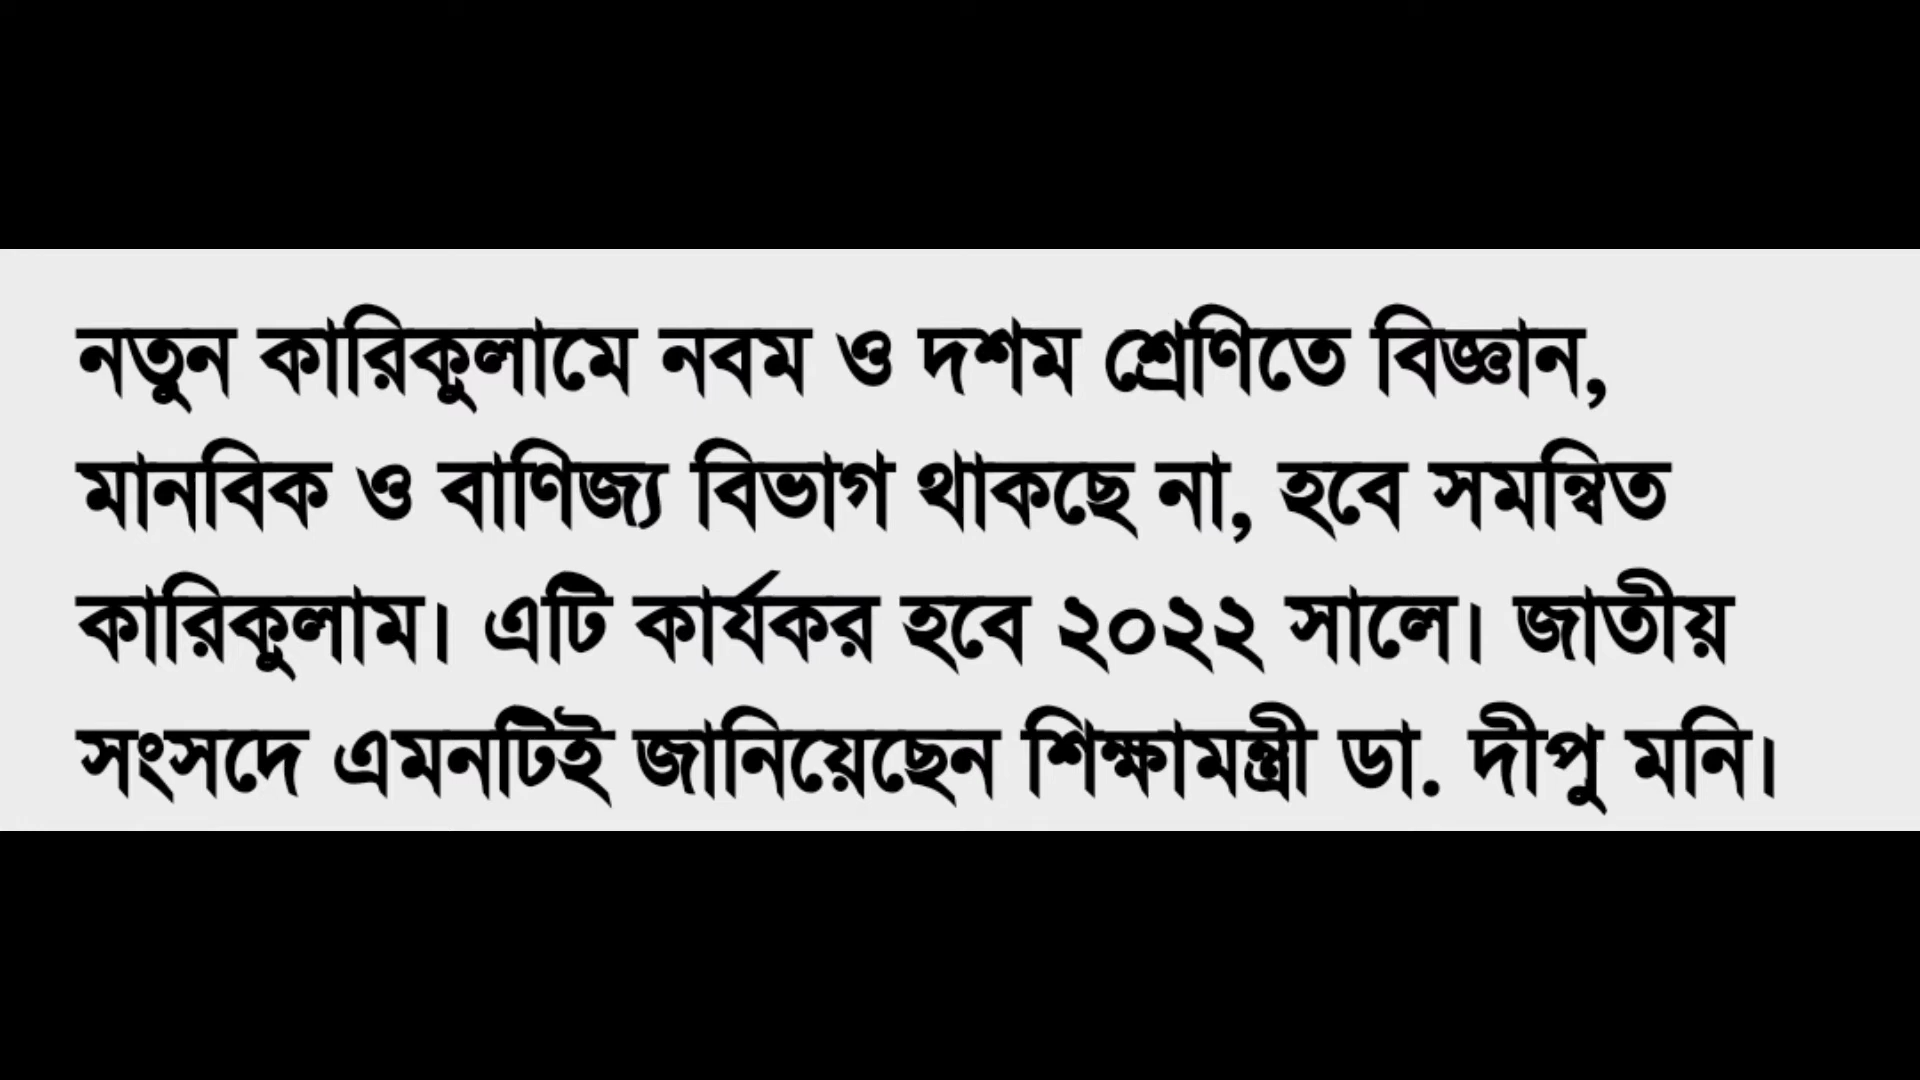 নতুন কারিকুলামে নবম ও দশম শ্রেণিতে বিজ্ঞান,
মানবিক ও বাণিজ্য বিভাগ থাকছে না, হবে সমন্বিত
কারিকুলাম। এটি কার্যকর হবে ২০২২ সালে। জাতীয়
সংসদে এমনটিই জানিয়েছেন শিক্ষামন্ত্রী ডা. দীপু মনি।